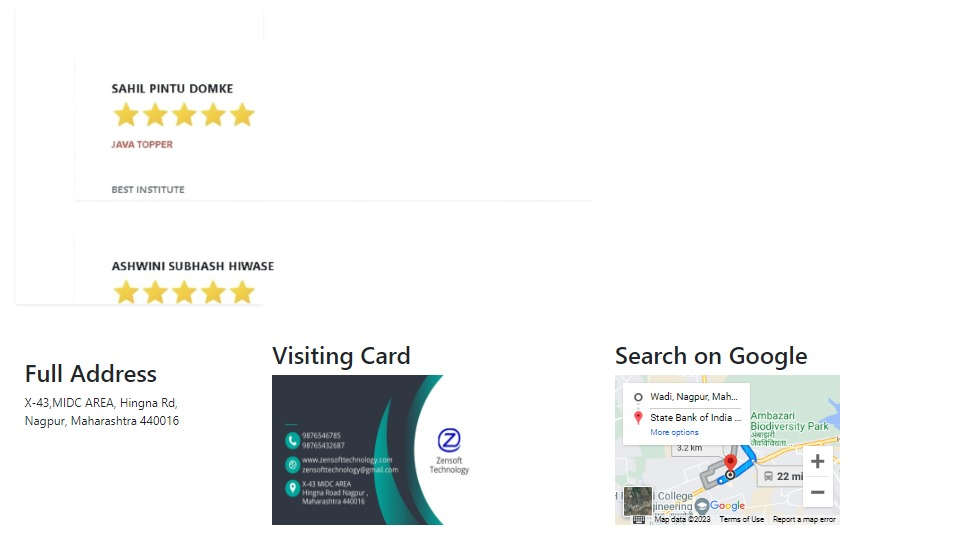 SAHIL PINTU DOMKE
JAVA TOPPER
BEST INSTITUTE
ASHWINI SUBHASH HIWASE
Full Address
X-43,MIDC AREA, Hingna Rd,
Nagpur, Maharashtra 440016
Visiting Card
9876546785
98765432687
www.zensofttechnology.com
zensofttechnology@gmail.com
X-43 MIDC AREA
Hingna Road Nagpur ,
Maharashtra 440016
Zensoft
Technology
Search on Google
Wadi, Nagpur, Mah...
State Bank of India ...
More options
3.2 km
Ambazari
Biodiversity Park
अंबाझरी
जैवविविधता...
22 mi
College
gineering
Google
Map data ©2023
Terms of Use
Report a map error